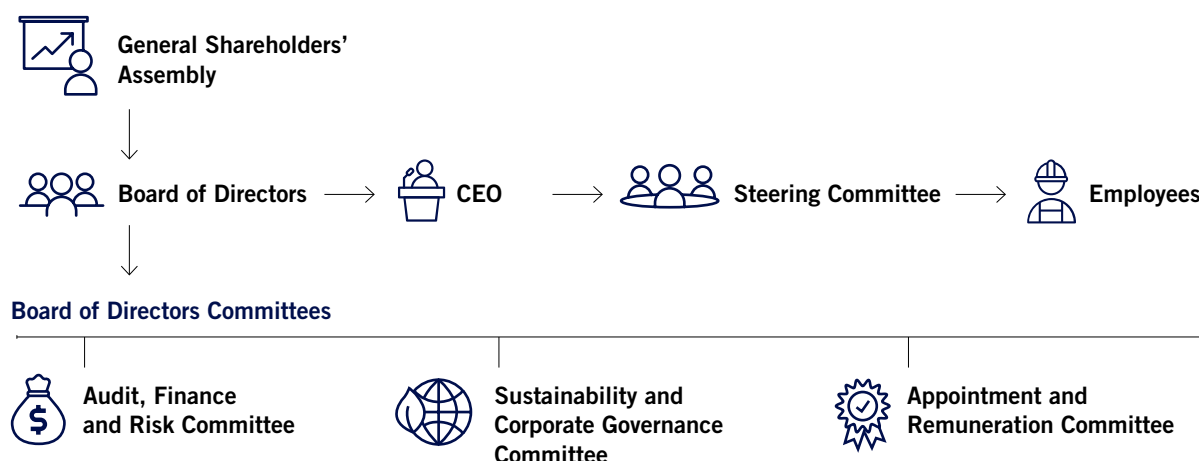 General Shareholders’
Assembly
Board of Directors
CEO
Steering Committee
Employees
Board of Directors Committees
$
Audit, Finance
and Risk Committee
Sustainability and
Corporate Governance
Committee
Appointment and
Remuneration Committee